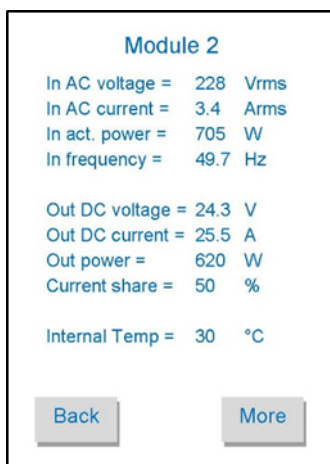 Module 2
In AC voltage = 228 Vrms
In AC current = 3.4 Arms
In act. power = 705 W
In frequency = 49.7 Hz
Out DC voltage = 24.3 V
Out DC current = 25.5 A
Out power = 620 W
Current share = 50 %
Internal Temp = 30 °C
Back More